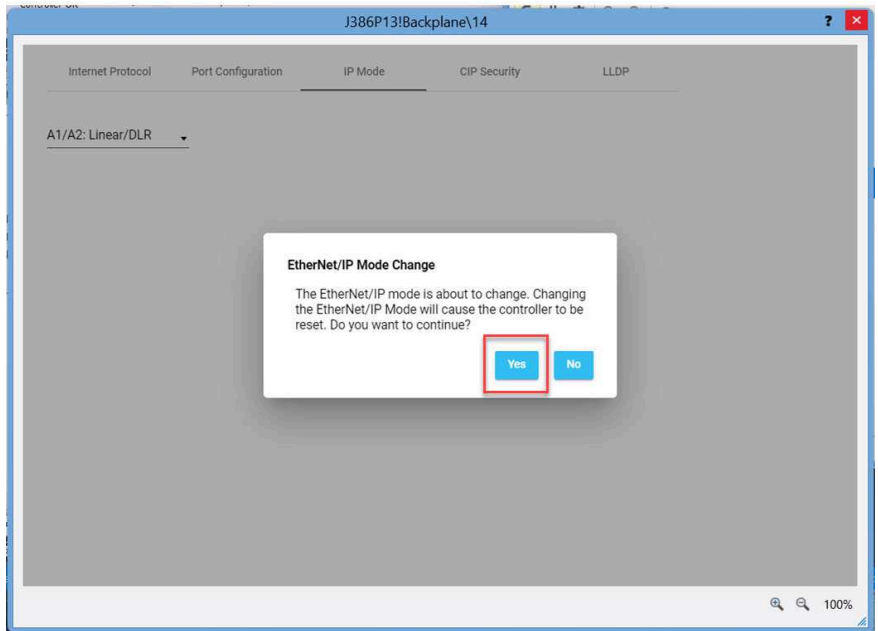 J386P13!Backplane\14
?
Internet Protocol Port Configuration IP Mode CIP Security LLDP
A1/A2: Linear/DLR
EtherNet/IP Mode Change
The EtherNet/IP mode is about to change. Changing
the EtherNet/IP Mode will cause the controller to be
reset. Do you want to continue?
Yes No
100%